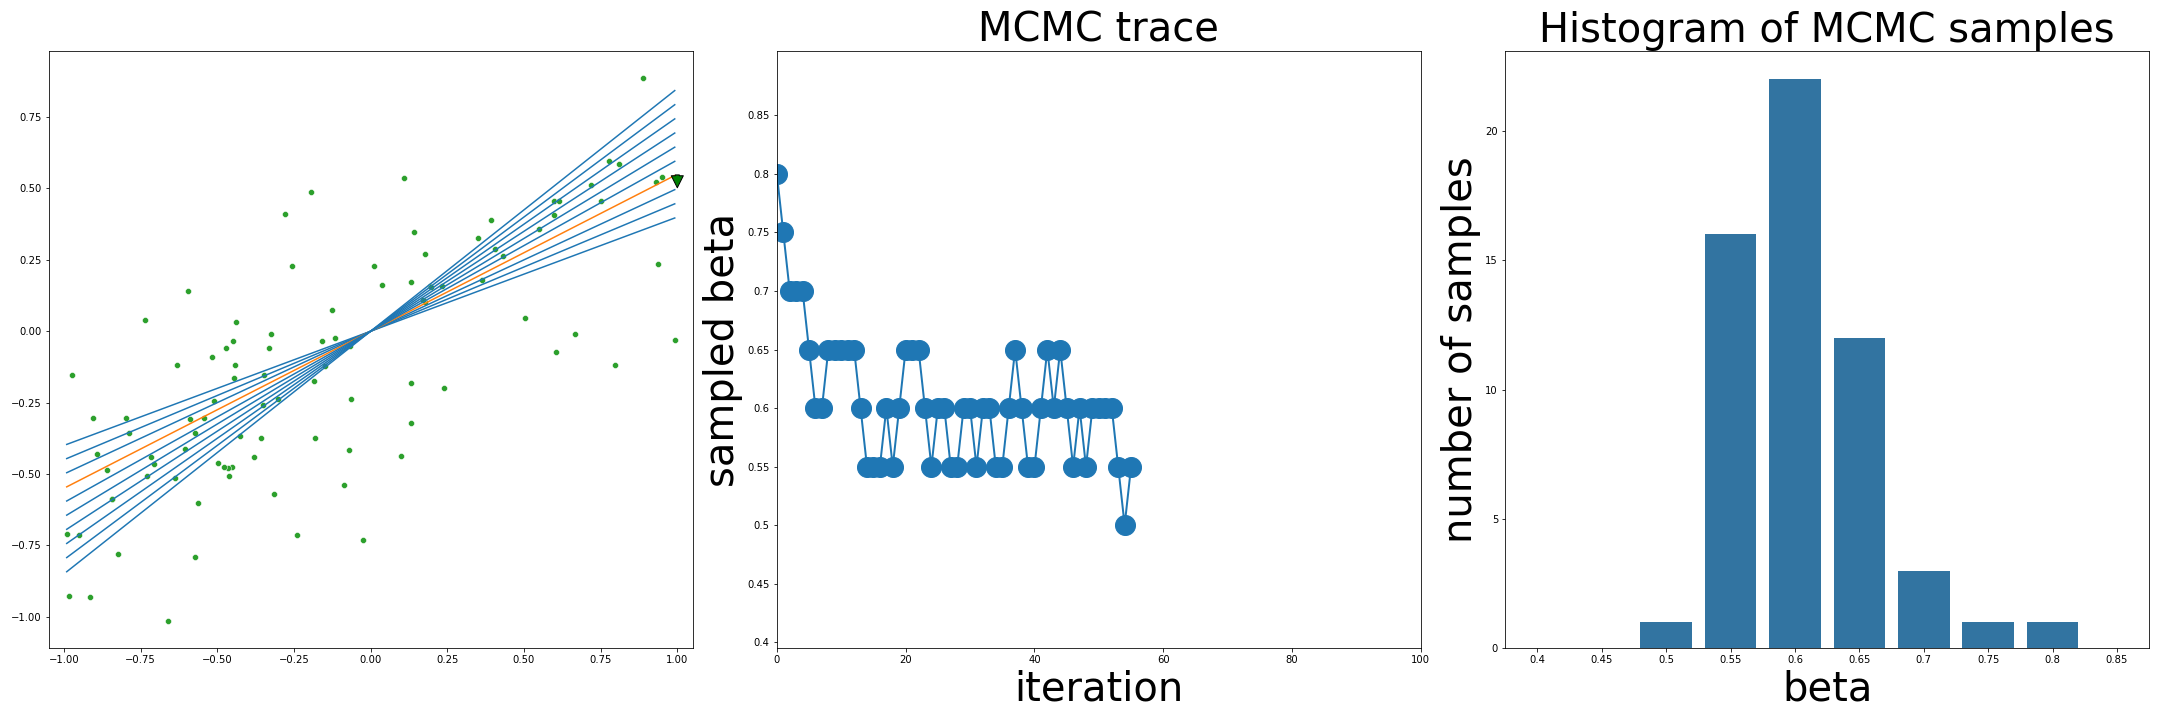 MCMC trace
Histogram of MCMC samples
0.75
0.50
0.25
0.00
−0.25
−0.50
−0.75
−1.00
−1.00 −0.75 −0.50 −0.25 0.00 0.25 0.50 0.75 1.00
sampled beta
0.85
0.8
0.75
0.7
0.65
0.6
0.55
0.5
0.45
0.4
0 20 40 60 80 100
iteration
number of samples
20
15
10
5
0
0.4 0.45 0.5 0.55 0.6 0.65 0.7 0.75 0.8 0.85
beta